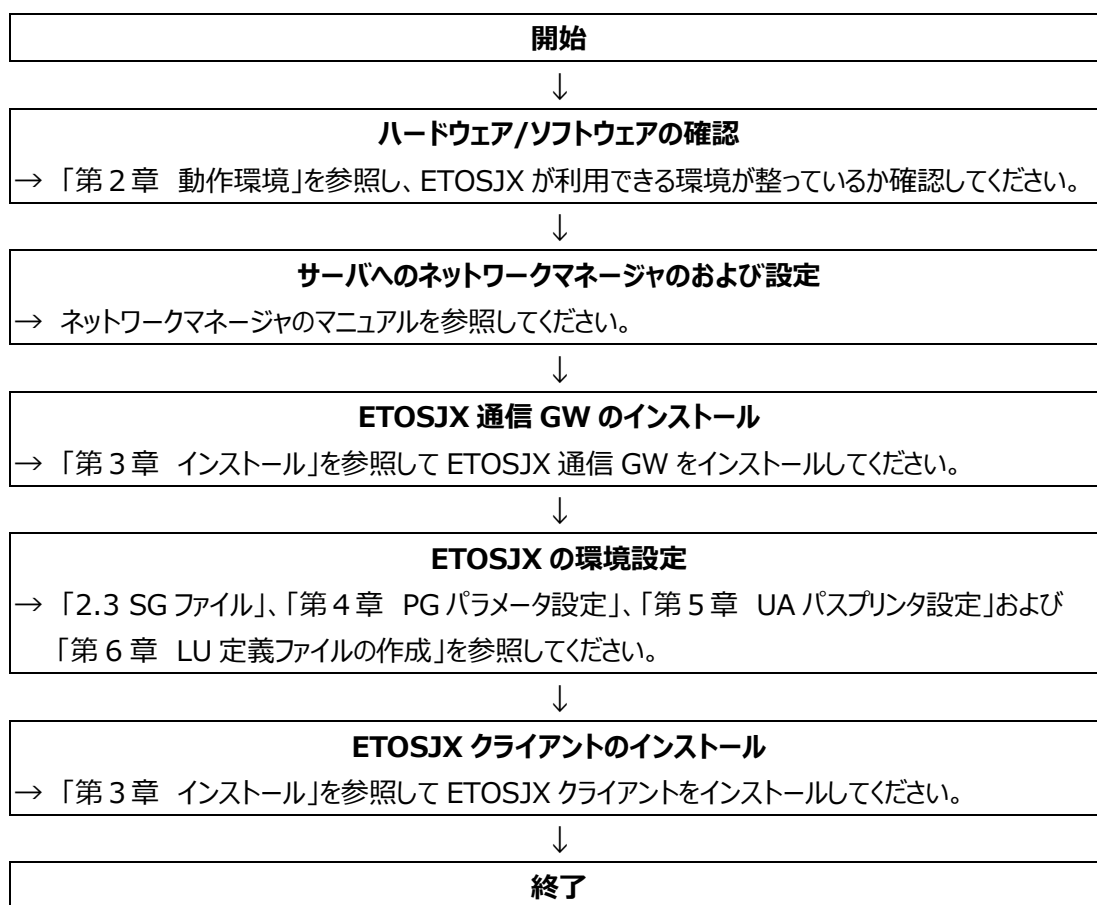 開始
↓
ハードウェア/ソフトウェアの確認
→ 「第２章 動作環境」を参照し、ETOSJX が利用できる環境が整っているか確認してください。
↓
サーバへのネットワークマネージャのおよび設定
→ ネットワークマネージャのマニュアルを参照してください。
↓
ETOSJX 通信 GW のインストール
→ 「第３章 インストール」を参照して ETOSJX 通信 GW をインストールしてください。
↓
ETOSJX の環境設定
→ 「2.3 SG ファイル」、「第４章 PG パラメータ設定」、「第５章 UA パスプリンタ設定」および
「第６章 LU 定義ファイルの作成」を参照してください。
↓
ETOSJX クライアントのインストール
→ 「第３章 インストール」を参照して ETOSJX クライアントをインストールしてください。
↓
終了